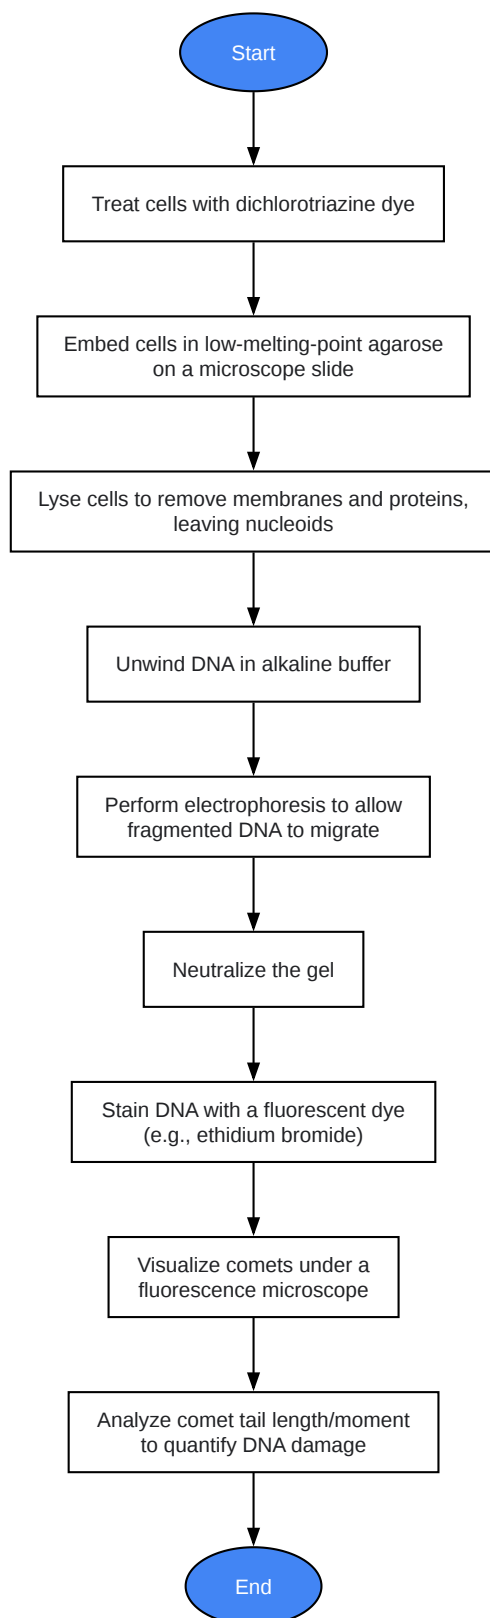 Start
Treat cells with dichlorotriazine dye
Embed cells in low-melting-point agarose
on a microscope slide
Lyse cells to remove membranes and proteins,
leaving nucleoids
Unwind DNA in alkaline buffer
Perform electrophoresis to allow
fragmented DNA to migrate
Neutralize the gel
Stain DNA with a fluorescent dye
(e.g., ethidium bromide)
Visualize comets under a
fluorescence microscope
Analyze comet tail length/moment
to quantify DNA damage
End